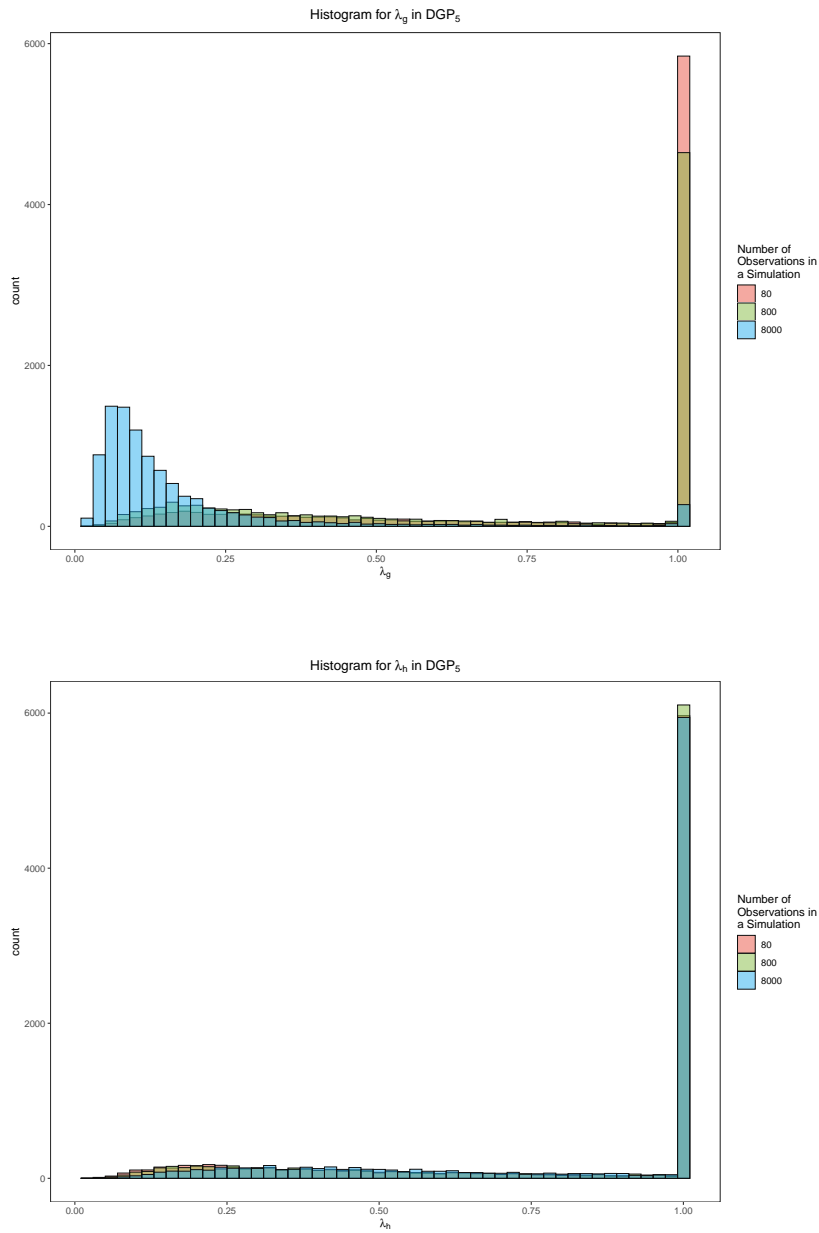 Histogram for λg in DGP5
6000
4000
2000
0
count
0.00 0.25 0.50 0.75 1.00
λg
Number of
Observations in
a Simulation
80
800
8000
Histogram for λh in DGP5
6000
4000
2000
0
count
0.00 0.25 0.50 0.75 1.00
λh
Number of
Observations in
a Simulation
80
800
8000